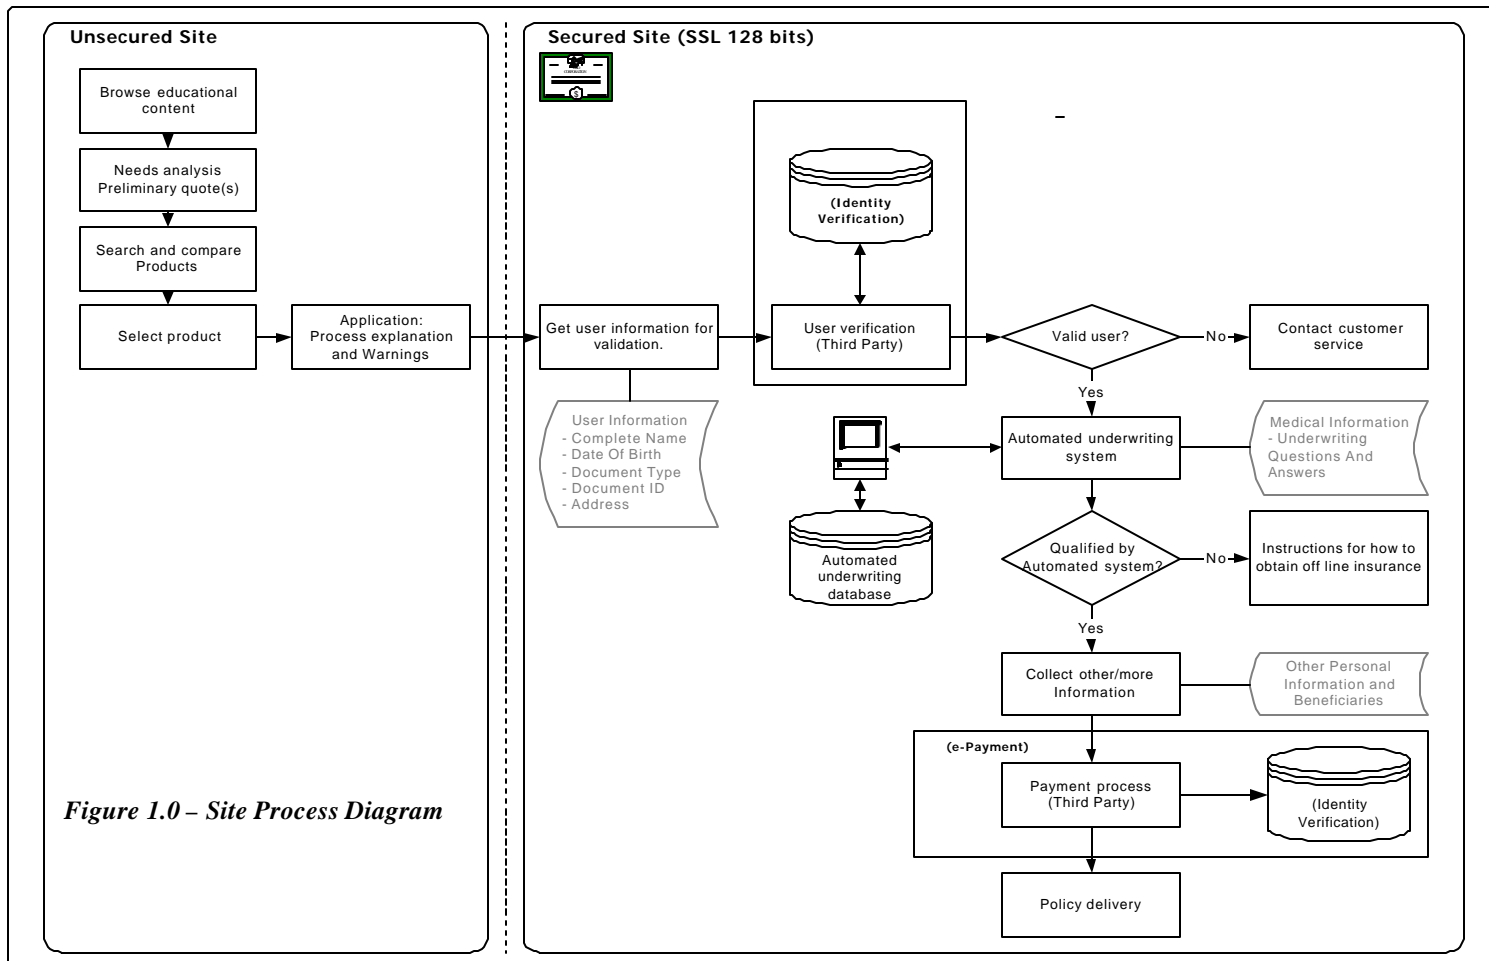 Unsecured Site
Browse educational
content
Needs analysis
Preliminary quote(s)
Search and compare
Products
Select product
Application:
Process explanation
and Warnings
Figure 1.0 – Site Process Diagram
Secured Site (SSL 128 bits)
CORPORATION
$
(Identity
Verification)
Get user information for
validation.
User verification
(Third Party)
Valid user?
No
Contact customer
service
Yes
User Information
- Complete Name
- Date Of Birth
- Document Type
- Document ID
- Address
Automated underwriting
system
Medical Information
- Underwriting
Questions And
Answers
Automated
underwriting
database
Qualified by
Automated system?
No
Instructions for how to
obtain off line insurance
Yes
Collect other/more
Information
Other Personal
Information and
Beneficiaries
(e-Payment)
Payment process
(Third Party)
(Identity
Verification)
Policy delivery